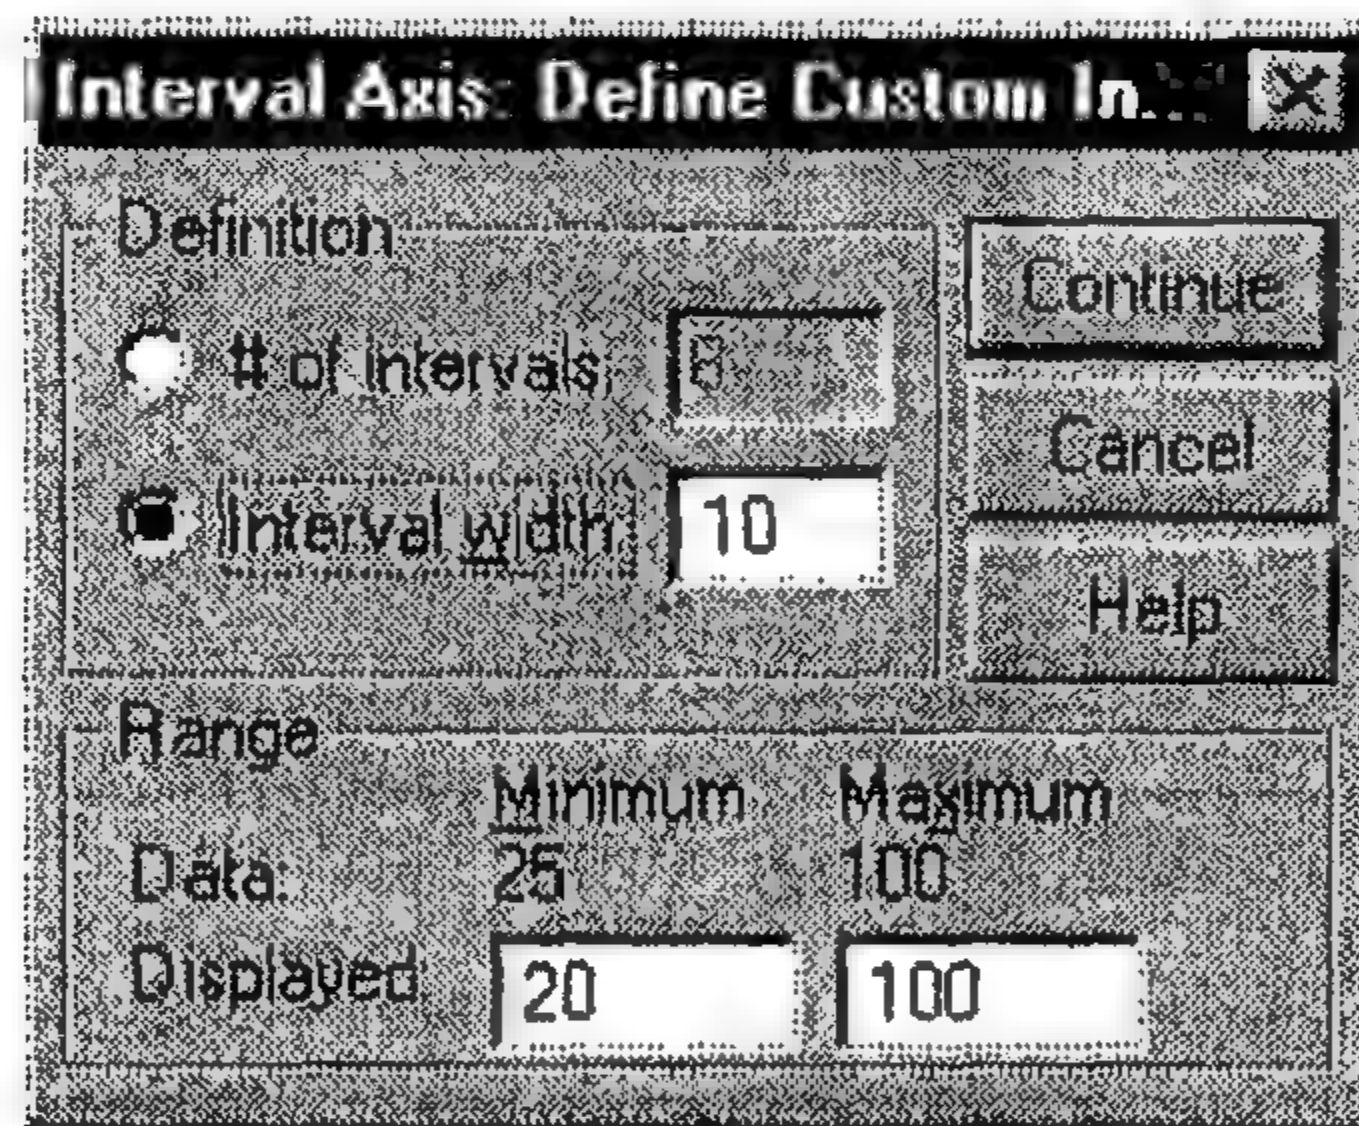 Interval Axis: Define Custom In...
Definition
# of intervals:
Interval width:
10
Continue
Cancel
Help
Range
Minimum Maximum
Data: 25 100
Displayed: 20 100